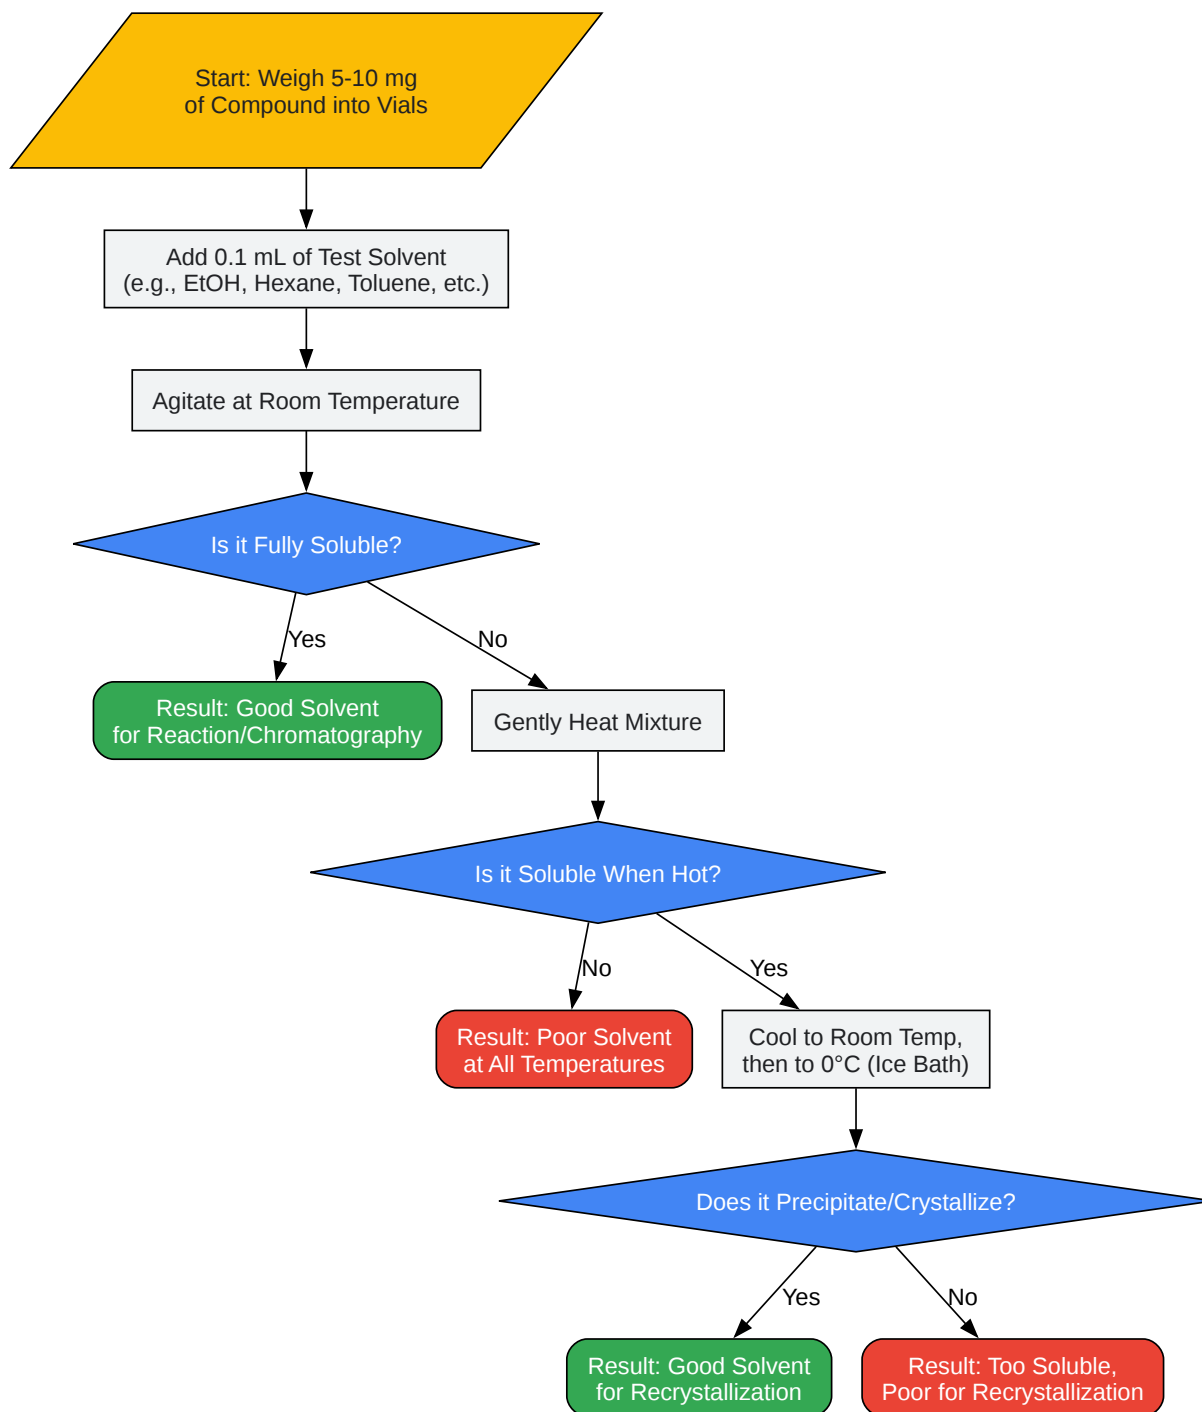 Start: Weigh 5-10 mg
of Compound into Vials
Add 0.1 mL of Test Solvent
(e.g., EtOH, Hexane, Toluene, etc.)
Agitate at Room Temperature
Is it Fully Soluble?
Yes
No
Result: Good Solvent
for Reaction/Chromatography
Gently Heat Mixture
Is it Soluble When Hot?
No
Yes
Result: Poor Solvent
at All Temperatures
Cool to Room Temp,
then to 0°C (Ice Bath)
Does it Precipitate/Crystallize?
Yes
No
Result: Good Solvent
for Recrystallization
Result: Too Soluble,
Poor for Recrystallization